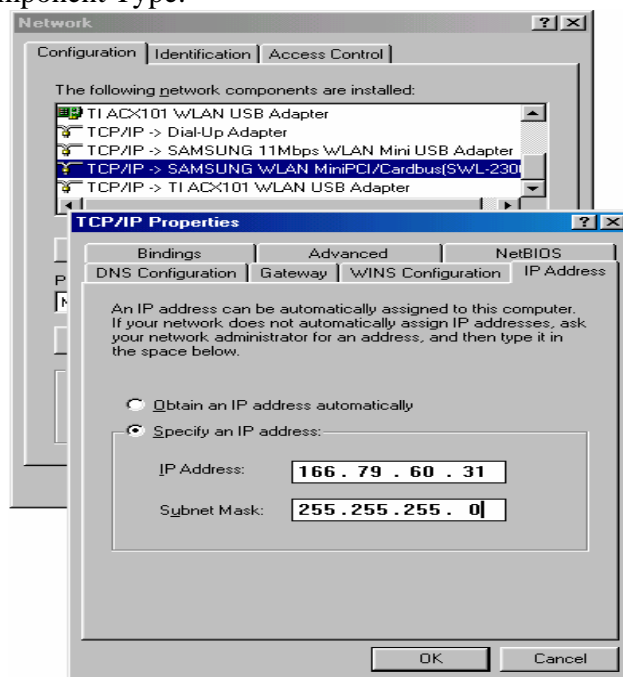 mponent Type.
Network
Configuration Identification Access Control
The following network components are installed:
TI ACX101 WLAN USB Adapter
TCP/IP -> Dial-Up Adapter
TCP/IP -> SAMSUNG 11Mbps WLAN Mini USB Adapter
TCP/IP -> SAMSUNG WLAN MiniPCI/Cardbus(SWL-230
TCP/IP -> TI ACX101 WLAN USB Adapter
TCP/IP Properties
Bindings Advanced NetBIOS
DNS Configuration Gateway WINS Configuration IP Address
An IP address can be automatically assigned to this computer.
If your network does not automatically assign IP addresses, ask
your network administrator for an address, and then type it in
the space below.
Obtain an IP address automatically
Specify an IP address:
IP Address: 166 . 79 . 60 . 31
Subnet Mask: 255 . 255 . 255 . 0
OK Cancel